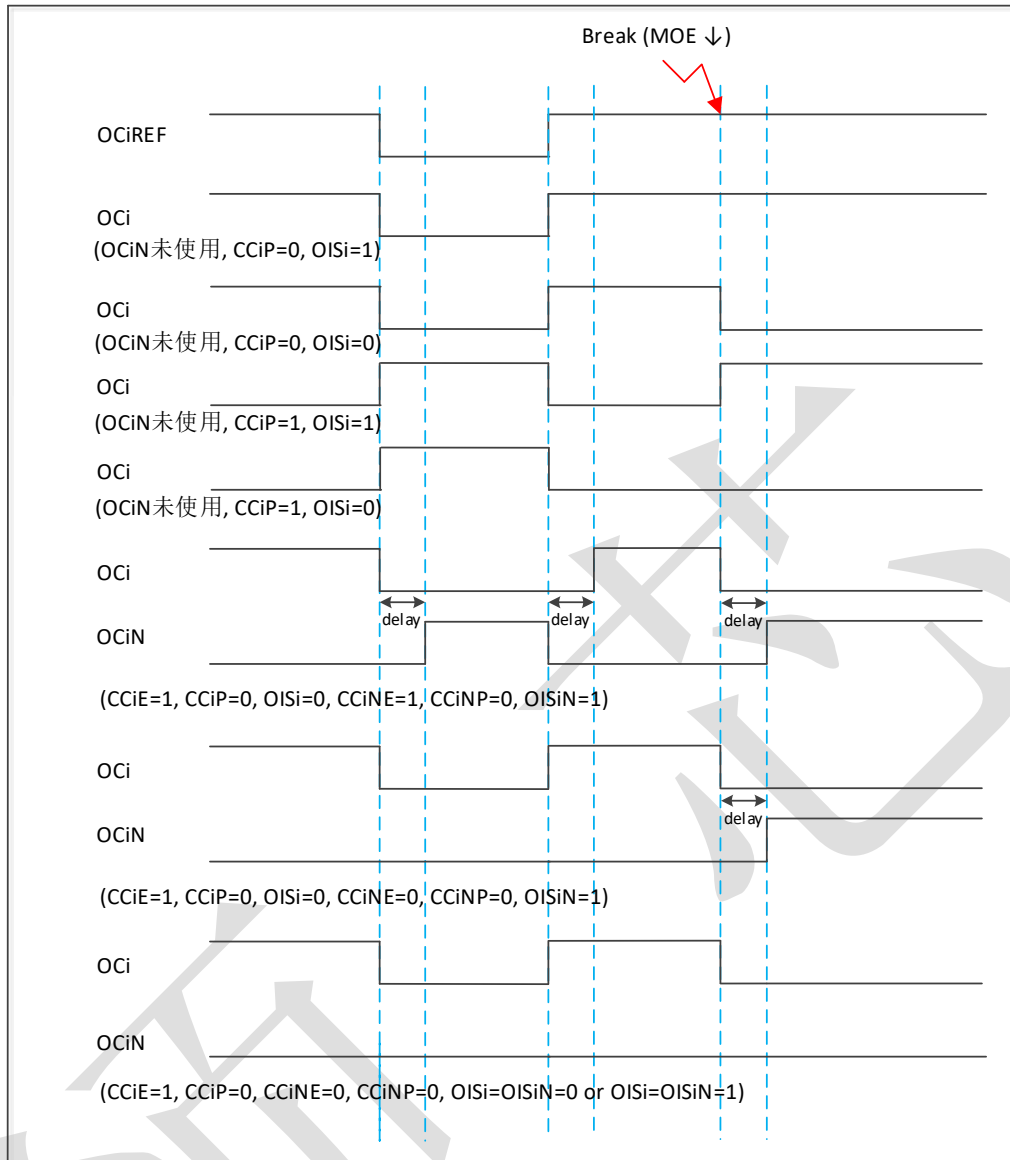 Break (MOE ↓)
OCiREF
OCi
(OCiN未使用, CCiP=0, OISi=1)
OCi
(OCiN未使用, CCiP=0, OISi=0)
OCi
(OCiN未使用, CCiP=1, OISi=1)
OCi
(OCiN未使用, CCiP=1, OISi=0)
OCi
delay delay delay
OCiN
(CCiE=1, CCiP=0, OISi=0, CCiNE=1, CCiNP=0, OISiN=1)
OCi
delay
OCiN
(CCiE=1, CCiP=0, OISi=0, CCiNE=0, CCiNP=0, OISiN=1)
OCi
OCiN
(CCiE=1, CCiP=0, CCiNE=0, CCiNP=0, OISi=OISiN=0 or OISi=OISiN=1)